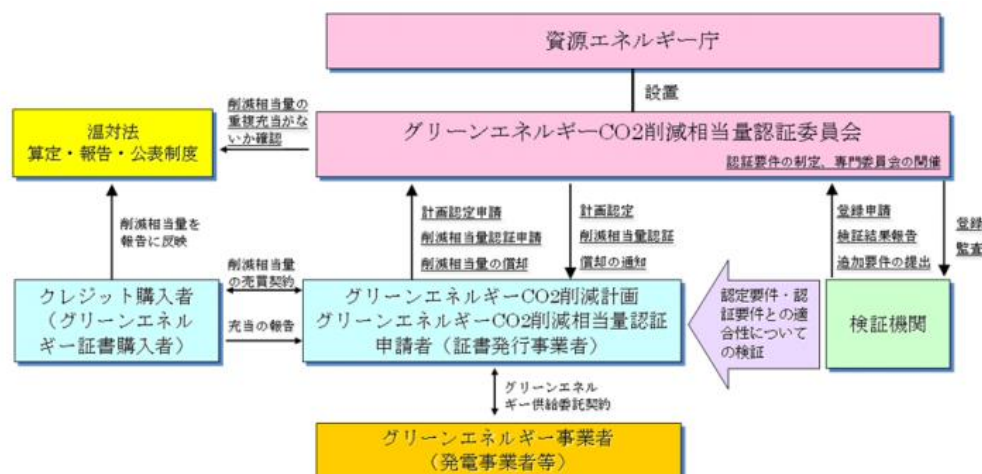 資源エネルギー庁
設置
削減相当量の
重複充当がな
いか確認
温対法
算定・報告・公表制度
グリーンエネルギーCO2削減相当量認証委員会
認証要件の制定、専門委員会の開催
削減相当量を
報告に反映
計画認定申請
削減相当量認証申請
削減相当量の償却
計画認定
削減相当量認証
償却の通知
登録申請
検証結果報告
追加要件の提出
登録
監査
クレジット購入者
（グリーンエネル
ギー証書購入者）
削減相当量
の売買契約
充当の報告
グリーンエネルギーCO2削減計画
グリーンエネルギーCO2削減相当量認証
申請者（証書発行事業者）
認定要件・認
証要件との適
合性について
の検証
検証機関
グリーンエネル
ギー供給委託契約
グリーンエネルギー事業者
（発電事業者等）